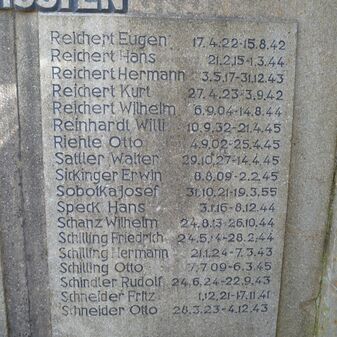 Reichert Eugen 17.4.22-15.8.42
Reichert Hans 21.2.15-1.3.44
Reichert Hermann 3.5.17-31.12.43
Reichert Kurt 27.4.23-3.9.42
Reichert Wilhelm 6.9.04-14.8.44
Reinhardt Willi 10.9.32-21.4.45
Riehle Otto 4.9.02-25.4.45
Sattler Walter 29.10.27-14.4.45
Sickinger Erwin 8.8.09-2.2.45
Sobotka Josef 31.10.21-19.3.55
Speck Hans 3.1.16-8.12.44
Schanz Wilhelm 24.8.13-26.10.44
Schilling Friedrich 24.5.14-28.2.44
Schilling Hermann 21.1.24-7.3.43
Schilling Otto 7.7.09-6.3.45
Schindler Rudolf 24.6.24-22.9.43
Schneider Fritz 1.12.21-17.11.41
Schneider Otto 28.3.23-4.12.43